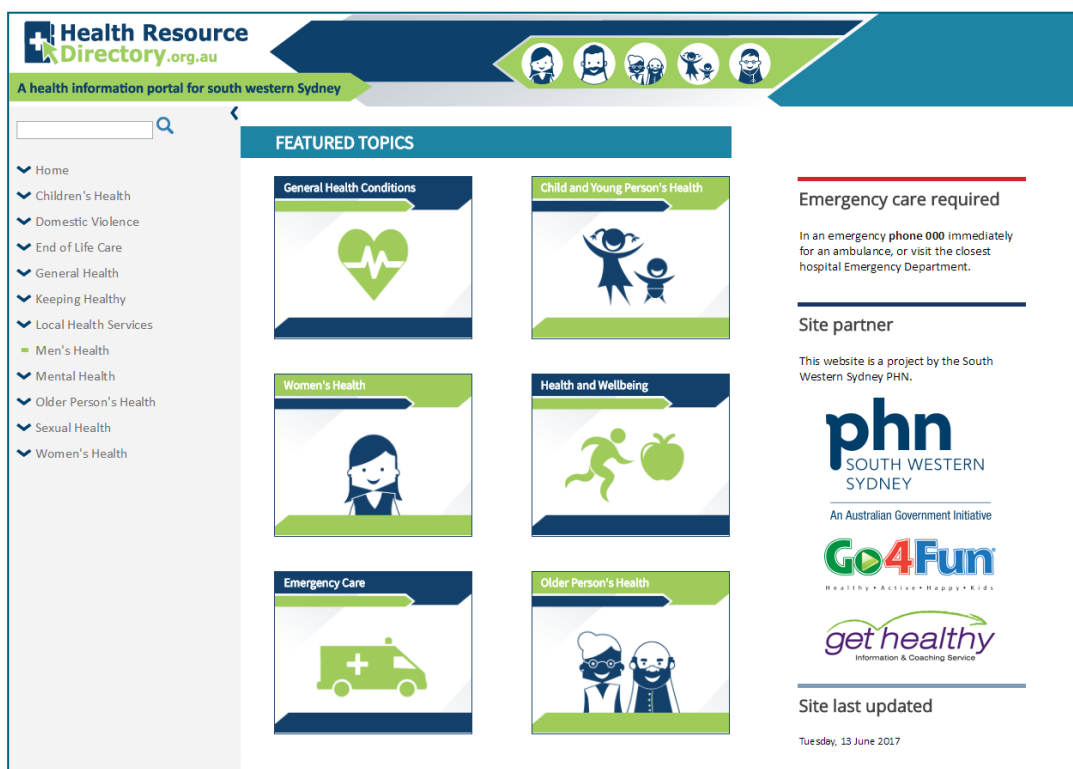 Health Resource
Directory.org.au
A health information portal for south western Sydney
Home
Children's Health
Domestic Violence
End of Life Care
General Health
Keeping Healthy
Local Health Services
Men's Health
Mental Health
Older Person's Health
Sexual Health
Women's Health
FEATURED TOPICS
General Health Conditions
Child and Young Person's Health
Women's Health
Health and Wellbeing
Emergency Care
Older Person's Health
Emergency care required
In an emergency phone 000 immediately
for an ambulance, or visit the closest
hospital Emergency Department.
Site partner
This website is a project by the South
Western Sydney PHN.
phn
SOUTH WESTERN
SYDNEY
An Australian Government Initiative
Go4Fun
Healthy • Active • Happy • Kids
get healthy
Information & Coaching Service
Site last updated
Tuesday, 13 June 2017